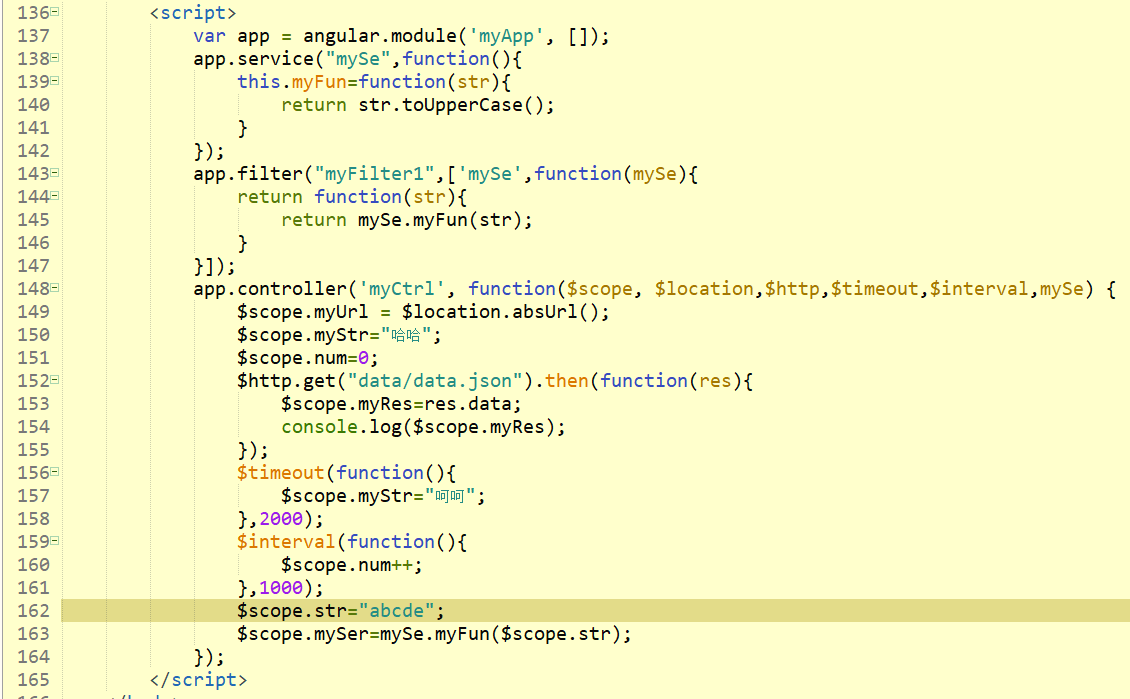 136 <script>
137 var app = angular.module('myApp', []);
138 app.service("mySe",function(){
139 this.myFun=function(str){
140 return str.toUpperCase();
141 }
142 });
143 app.filter("myFilter1",['mySe',function(mySe){
144 return function(str){
145 return mySe.myFun(str);
146 }
147 }]);
148 app.controller('myCtrl', function($scope, $location,$http,$timeout,$interval,mySe) {
149 $scope.myUrl = $location.absUrl();
150 $scope.myStr="哈哈";
151 $scope.num=0;
152 $http.get("data/data.json").then(function(res){
153 $scope.myRes=res.data;
154 console.log($scope.myRes);
155 });
156 $timeout(function(){
157 $scope.myStr="呵呵";
158 },2000);
159 $interval(function(){
160 $scope.num++;
161 },1000);
162 $scope.str="abcde";
163 $scope.mySer=mySe.myFun($scope.str);
164 });
165 </script>